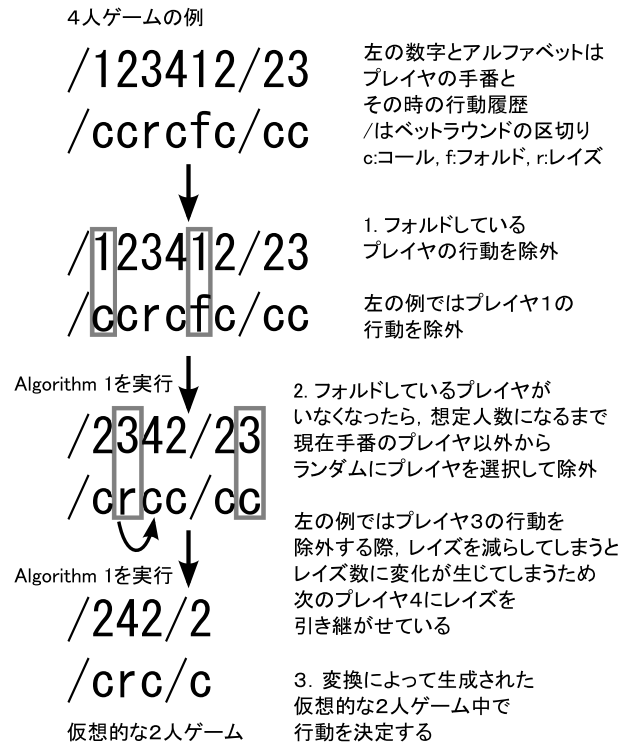 4人ゲームの例
/123412/23
/ccrcfc/cc
左の数字とアルファベットは
プレイヤの手番と
その時の行動履歴
/はベットラウンドの区切り
c:コール, f:フォルド, r:レイズ
/123412/23
/ccrcfc/cc
1. フォルドしている
プレイヤの行動を除外
左の例ではプレイヤ1の
行動を除外
Algorithm 1を実行
/2342/23
/crcc/cc
2. フォルドしているプレイヤが
いなくなったら, 想定人数になるまで
現在手番のプレイヤ以外から
ランダムにプレイヤを選択して除外
左の例ではプレイヤ3の行動を
除外する際, レイズを減らしてしまうと
レイズ数に変化が生じてしまうため
次のプレイヤ4にレイズを
引き継がせている
Algorithm 1を実行
/242/2
/crc/c
仮想的な2人ゲーム
3. 変換によって生成された
仮想的な2人ゲーム中で
行動を決定する